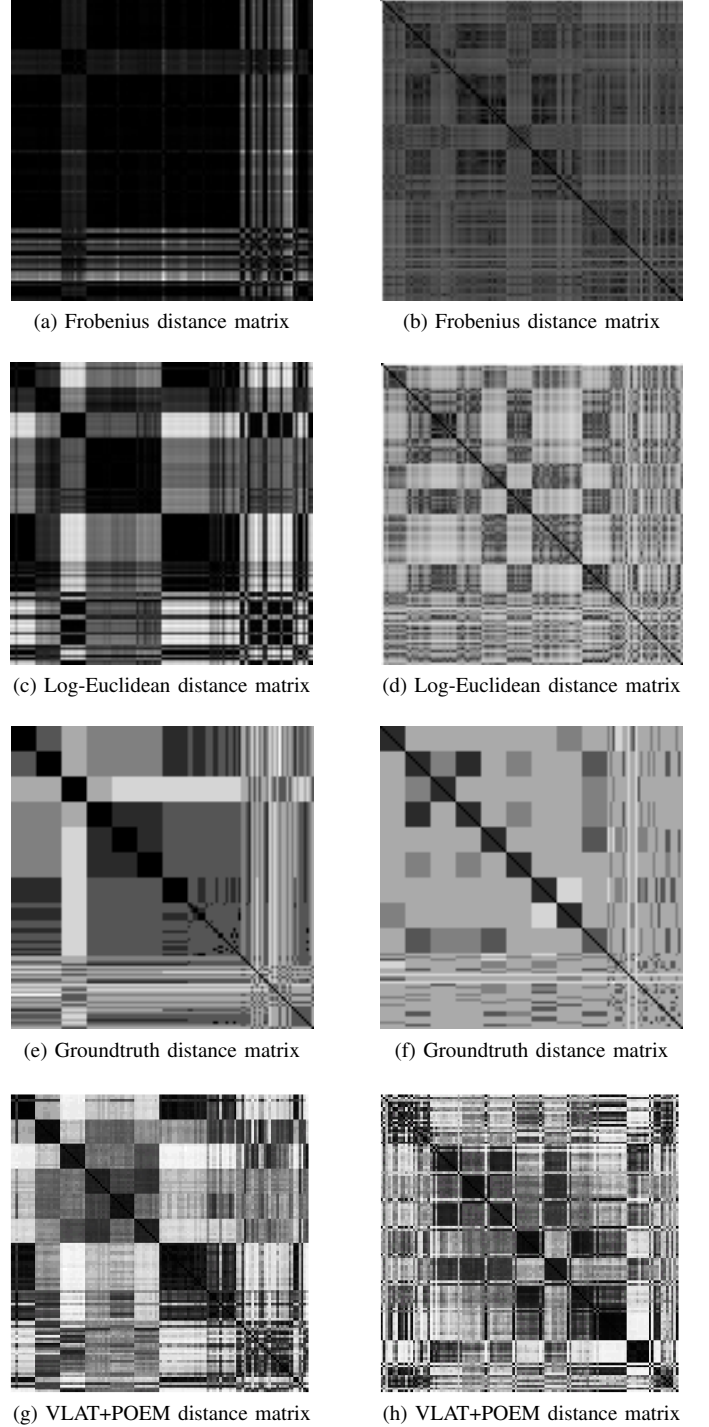 (a) Frobenius distance matrix
(b) Frobenius distance matrix
(c) Log-Euclidean distance matrix
(d) Log-Euclidean distance matrix
(e) Groundtruth distance matrix
(f) Groundtruth distance matrix
(g) VLAT+POEM distance matrix
(h) VLAT+POEM distance matrix